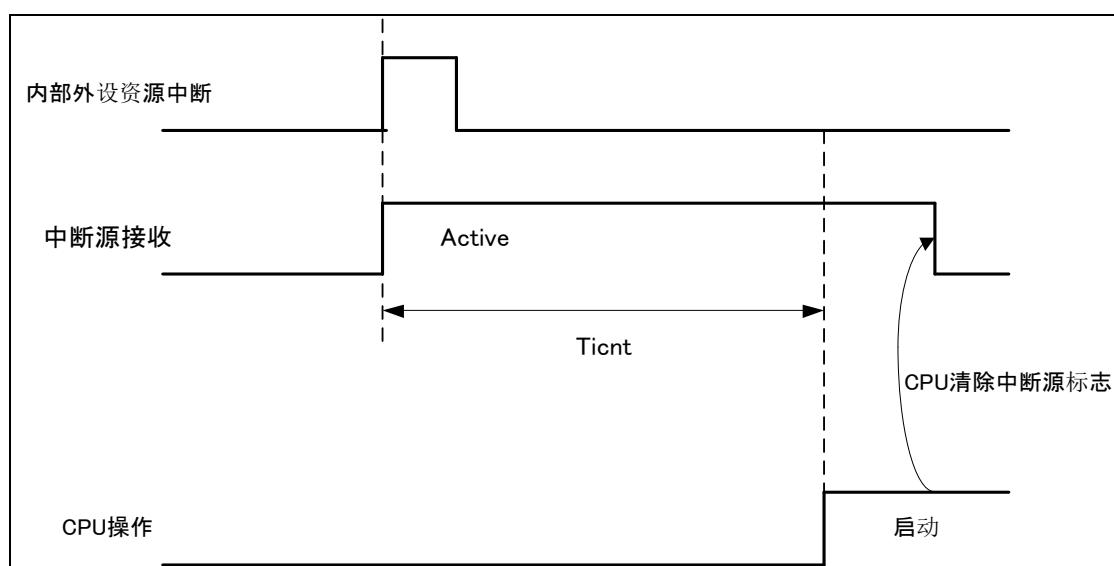 内部外设资源中断
中断源接收
Active
Ticnt
CPU清除中断源标志
CPU操作
启动